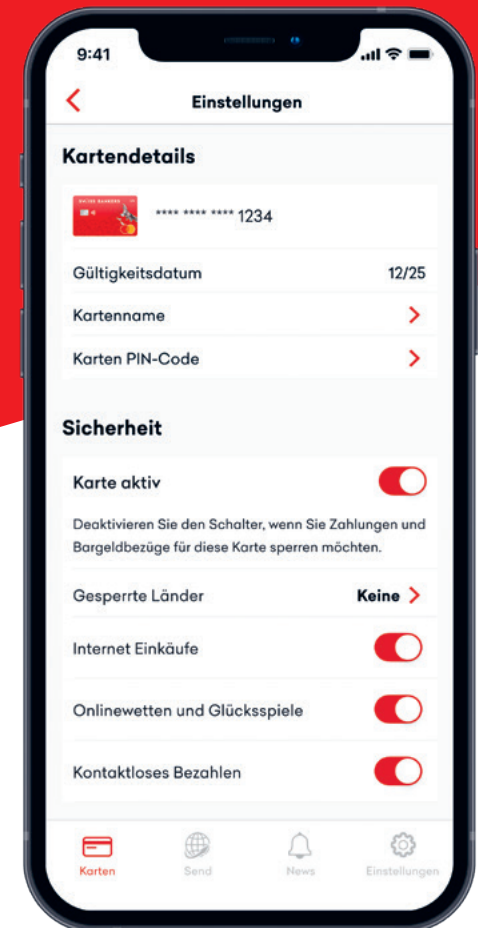 9:41
Einstellungen
Kartendetails
**** **** **** 1234
Gültigkeitsdatum 12/25
Kartenname
Karten PIN-Code
Sicherheit
Karte aktiv
Deaktivieren Sie den Schalter, wenn Sie Zahlungen und
Bargeldbezüge für diese Karte sperren möchten.
Gesperrte Länder Keine
Internet Einkäufe
Onlinewetten und Glücksspiele
Kontaktloses Bezahlen
Karten Send News Einstellungen